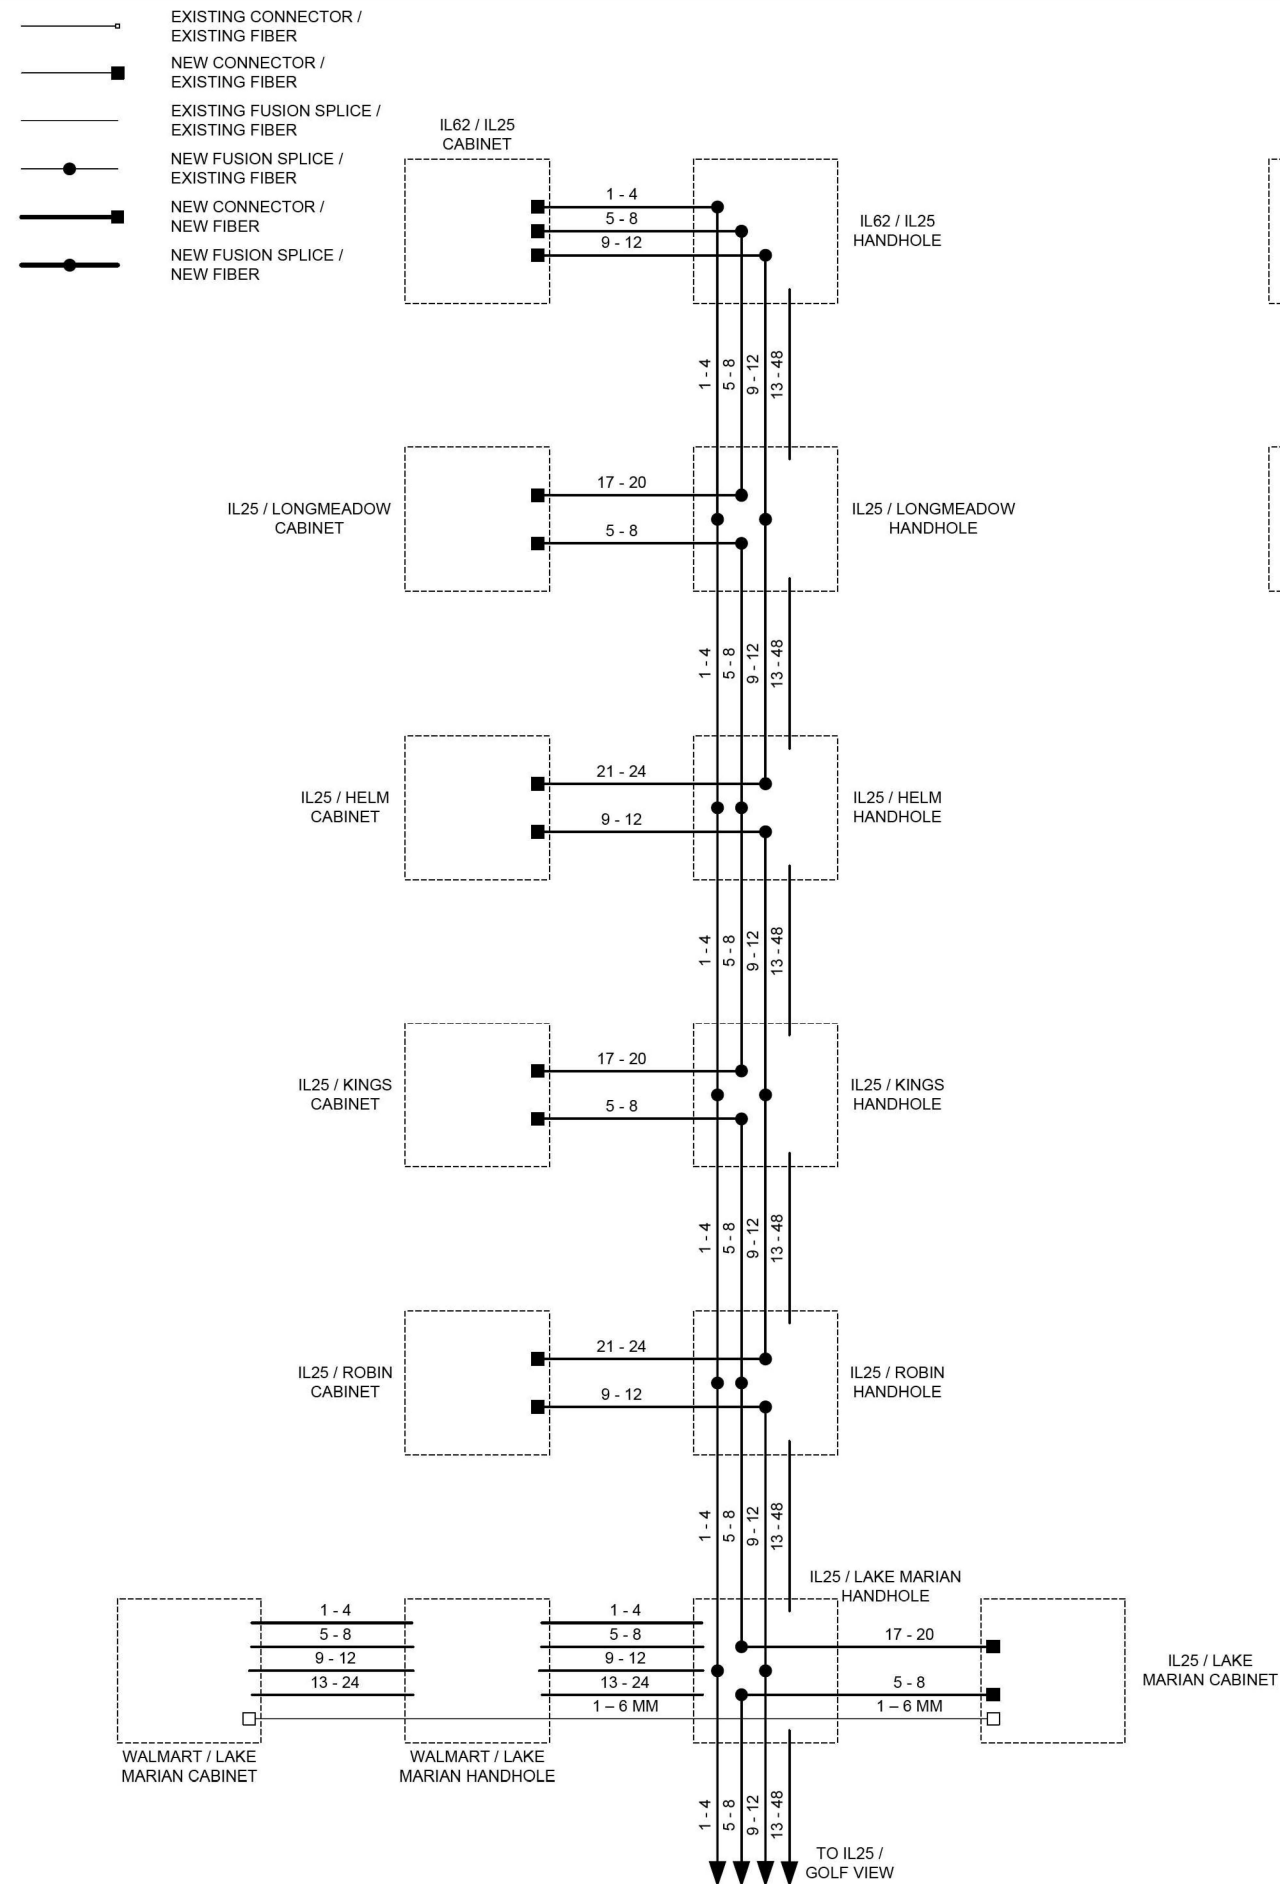 EXISTING CONNECTOR /
EXISTING FIBER
NEW CONNECTOR /
EXISTING FIBER
EXISTING FUSION SPLICE /
EXISTING FIBER
NEW FUSION SPLICE /
EXISTING FIBER
NEW CONNECTOR /
NEW FIBER
NEW FUSION SPLICE /
NEW FIBER
IL62 / IL25
CABINET
1 - 4
5 - 8
9 - 12
IL62 / IL25
HANDHOLE
1 - 4
5 - 8
9 - 12
13 - 48
IL25 / LONGMEADOW
CABINET
17 - 20
5 - 8
IL25 / LONGMEADOW
HANDHOLE
1 - 4
5 - 8
9 - 12
13 - 48
IL25 / HELM
CABINET
21 - 24
9 - 12
IL25 / HELM
HANDHOLE
1 - 4
5 - 8
9 - 12
13 - 48
IL25 / KINGS
CABINET
17 - 20
5 - 8
IL25 / KINGS
HANDHOLE
1 - 4
5 - 8
9 - 12
13 - 48
IL25 / ROBIN
CABINET
21 - 24
9 - 12
IL25 / ROBIN
HANDHOLE
1 - 4
5 - 8
9 - 12
13 - 48
IL25 / LAKE MARIAN
HANDHOLE
1 - 4
5 - 8
9 - 12
13 - 24
1 - 4
5 - 8
9 - 12
13 - 24
1 – 6 MM
17 - 20
5 - 8
1 – 6 MM
IL25 / LAKE
MARIAN CABINET
WALMART / LAKE
MARIAN CABINET
WALMART / LAKE
MARIAN HANDHOLE
1 - 4
5 - 8
9 - 12
13 - 48
TO IL25 /
GOLF VIEW